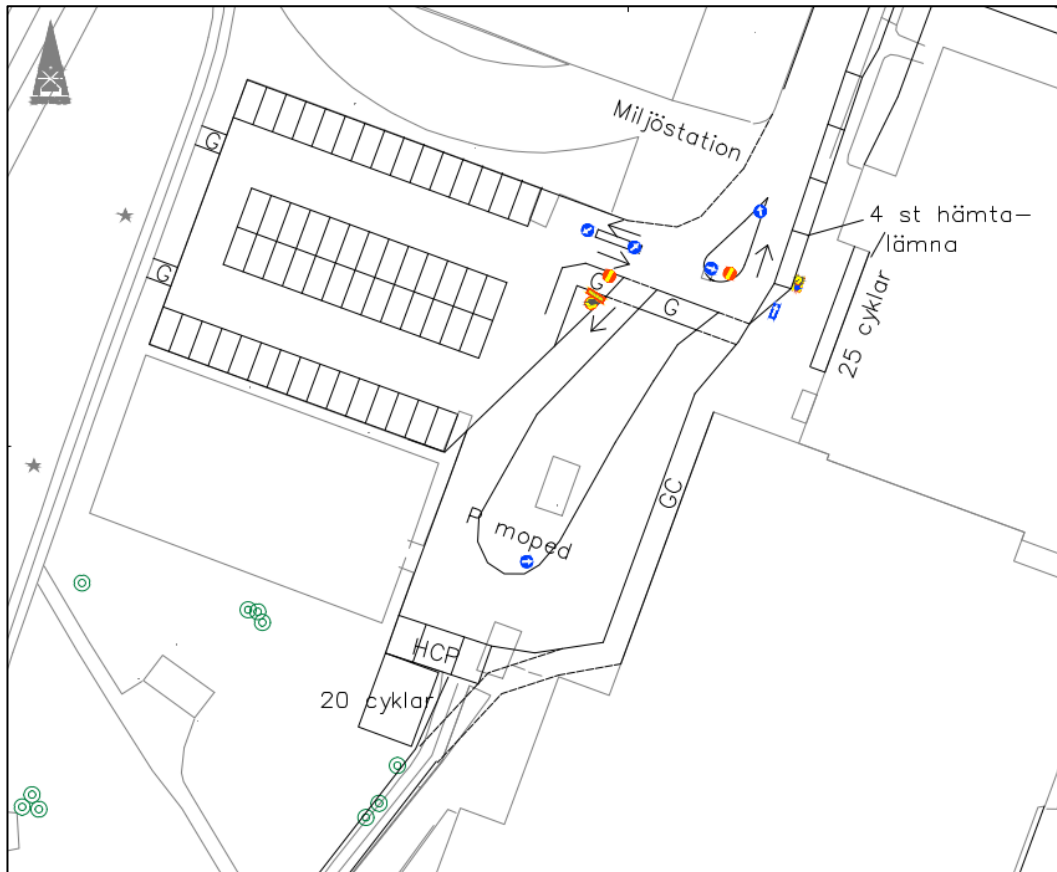 Miljöstation
G
4 st hämta-
lämna
G
G
G
25 cyklar
GC
P moped
HCP
20 cyklar